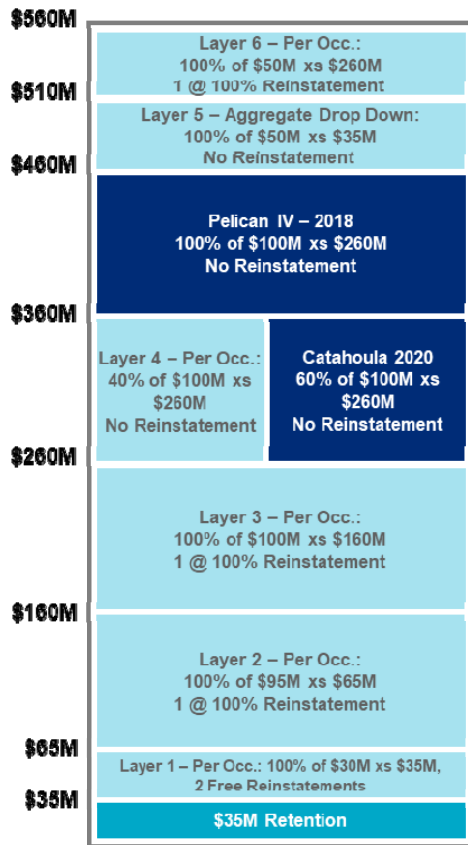 $560M
Layer 6 – Per Occ.:
100% of $50M xs $260M
1 @ 100% Reinstatement
$510M
Layer 5 – Aggregate Drop Down:
100% of $50M xs $35M
No Reinstatement
$460M
Pelican IV – 2018
100% of $100M xs $260M
No Reinstatement
$360M
Layer 4 – Per Occ.:
40% of $100M xs
$260M
No Reinstatement
Catahoula 2020
60% of $100M xs
$260M
No Reinstatement
$260M
Layer 3 – Per Occ.:
100% of $100M xs $160M
1 @ 100% Reinstatement
$160M
Layer 2 – Per Occ.:
100% of $95M xs $65M
1 @ 100% Reinstatement
$65M
Layer 1 – Per Occ.: 100% of $30M xs $35M,
2 Free Reinstatements
$35M
$35M Retention